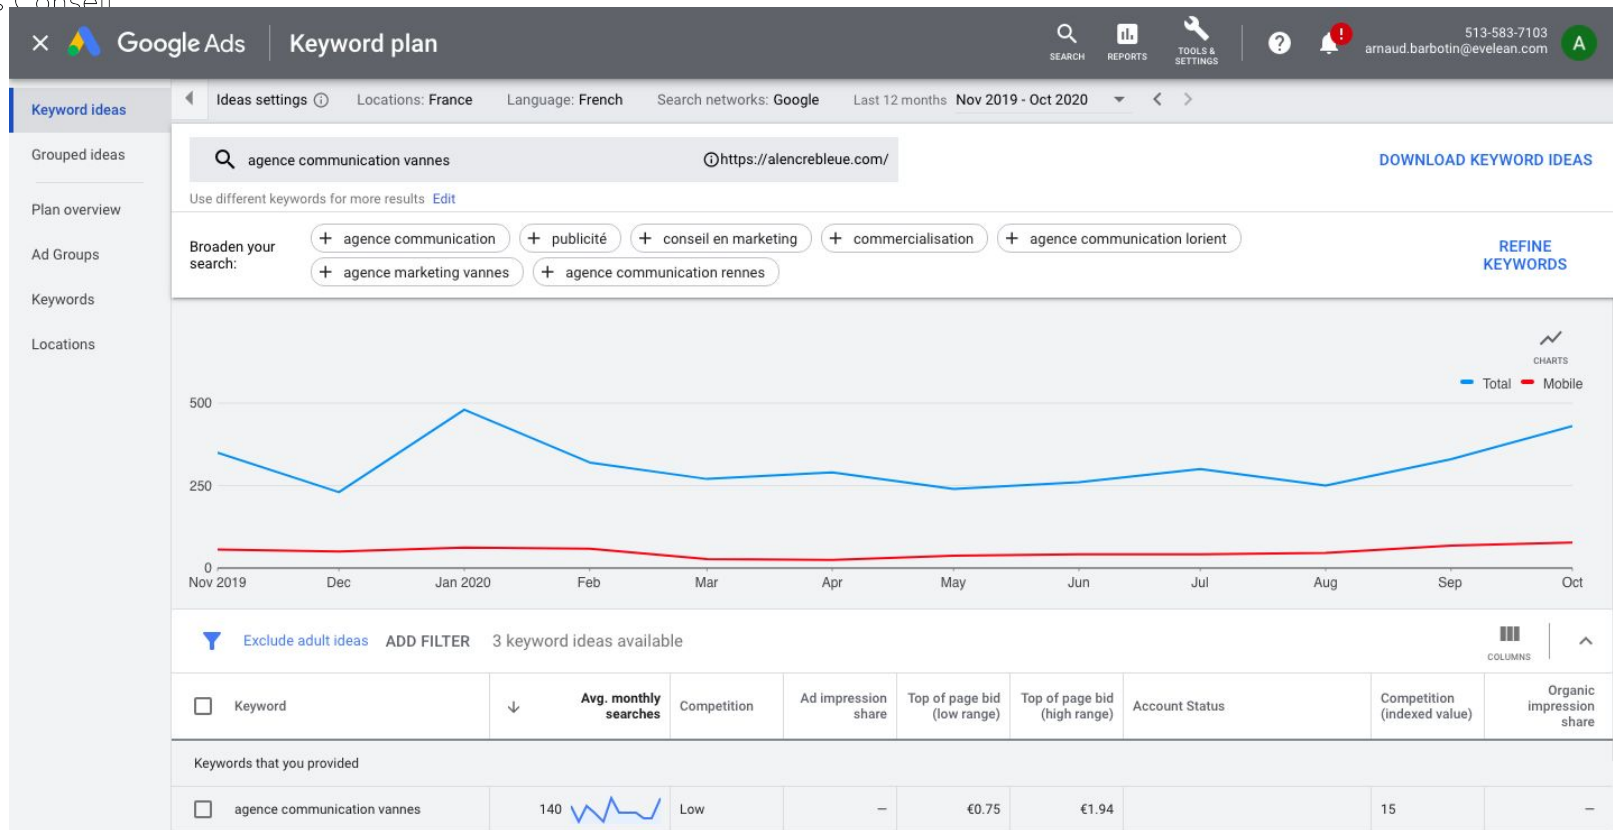 Conseil
Google Ads Keyword plan
SEARCH
REPORTS
TOOLS &
SETTINGS
?
!
513-583-7103
arnaud.barbotin@evelean.com
A
Keyword ideas
Grouped ideas
Plan overview
Ad Groups
Keywords
Locations
Ideas settings Locations: France Language: French Search networks: Google Last 12 months Nov 2019 - Oct 2020
agence communication vannes https://alencrebleue.com/
DOWNLOAD KEYWORD IDEAS
Use different keywords for more results Edit
Broaden your
search:
+ agence communication + publicité + conseil en marketing + commercialisation + agence communication lorient
+ agence marketing vannes + agence communication rennes
REFINE
KEYWORDS
CHARTS
Total Mobile
500
250
0
Nov 2019 Dec Jan 2020 Feb Mar Apr May Jun Jul Aug Sep Oct
Exclude adult ideas ADD FILTER 3 keyword ideas available
COLUMNS
Keyword
Avg. monthly
searches
Competition
Ad impression
share
Top of page bid
(low range)
Top of page bid
(high range)
Account Status
Competition
(indexed value)
Organic
impression
share
Keywords that you provided
agence communication vannes 140 Low – €0.75 €1.94 15 –